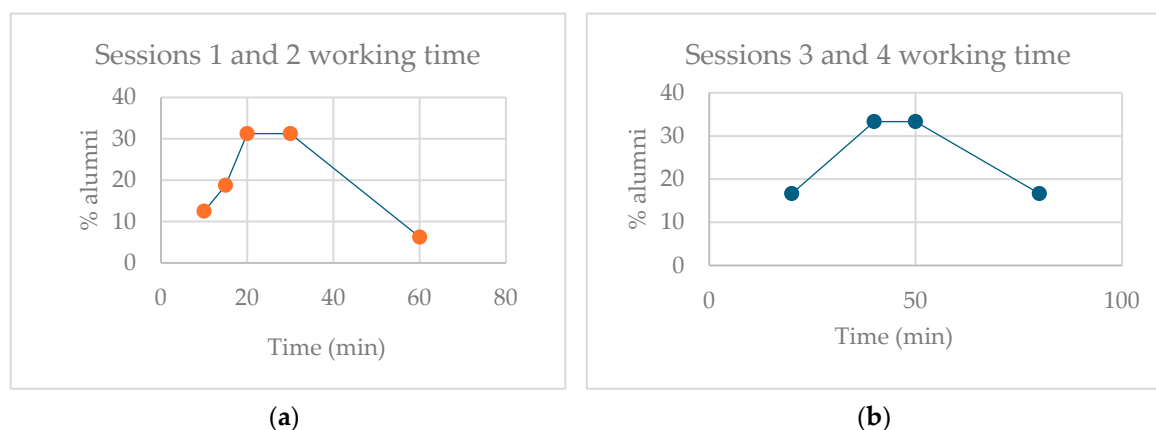 Sessions 1 and 2 working time
40
30
20
10
0
% alumni
0 20 40 60 80
Time (min)
(a)
Sessions 3 and 4 working time
40
30
20
10
0
% alumni
0 50 100
Time (min)
(b)